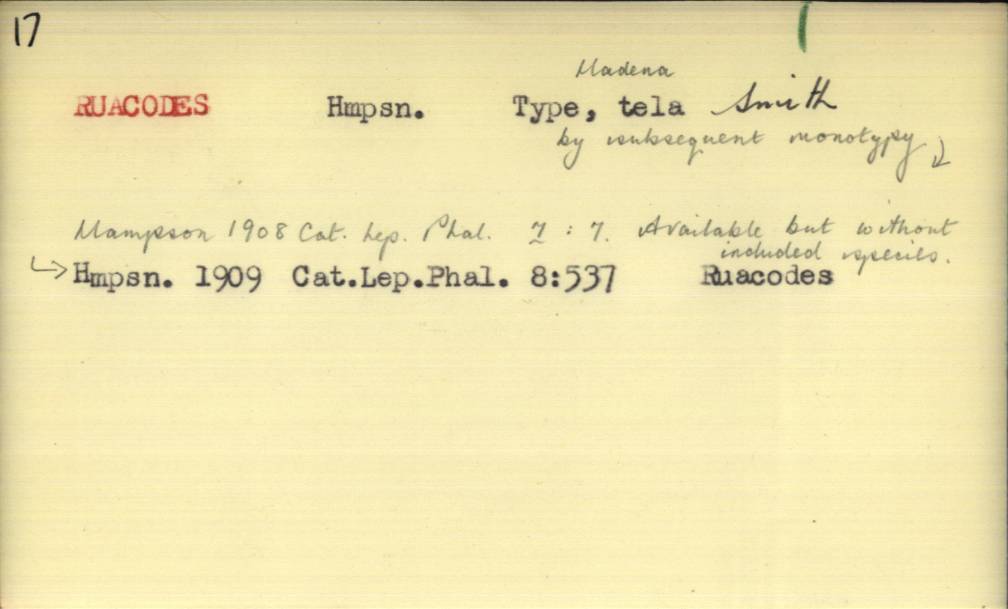 17
Hadena
RUACODES Hmpsn. Type, tela Smith
by subsequent monotypy
Hampson 1908 Cat. Lep. Phal. 7 : 7. Available but without
included species.
Hmpsn. 1909 Cat.Lep.Phal. 8:537 Ruacodes